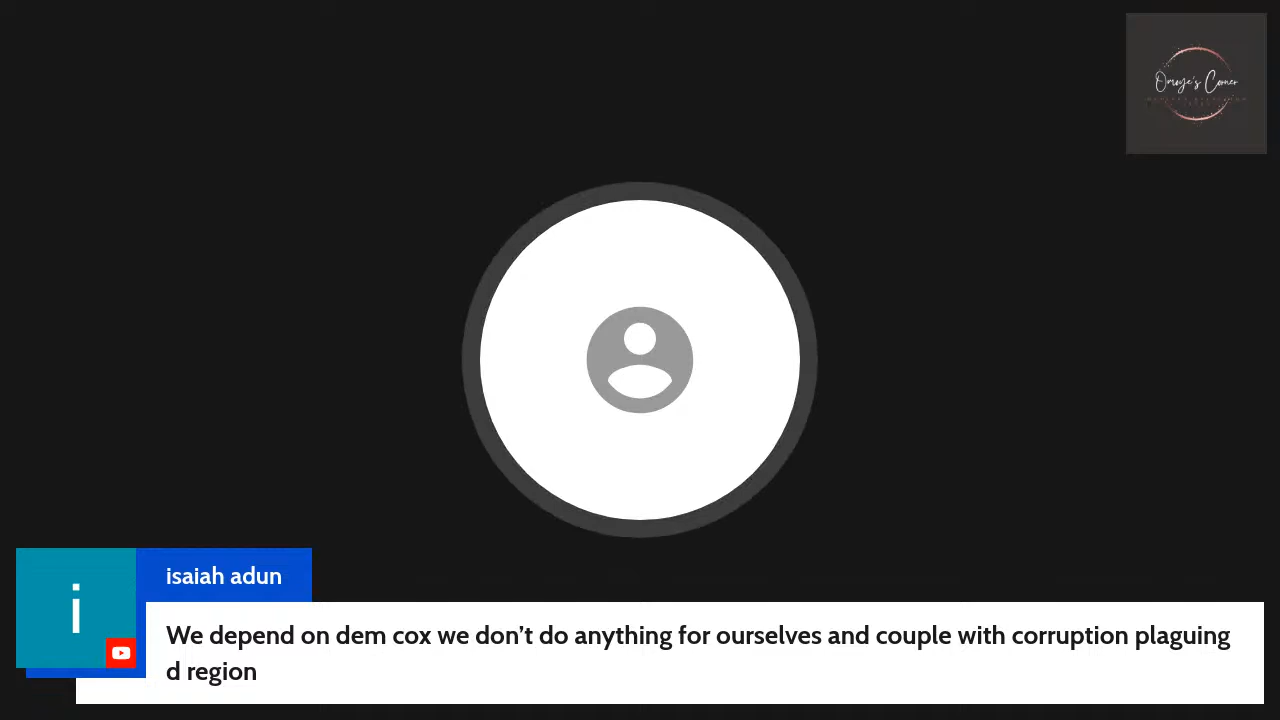 Omoye's Corner
i
isaiah adun
We depend on dem cox we don’t do anything for ourselves and couple with corruption plaguing
d region